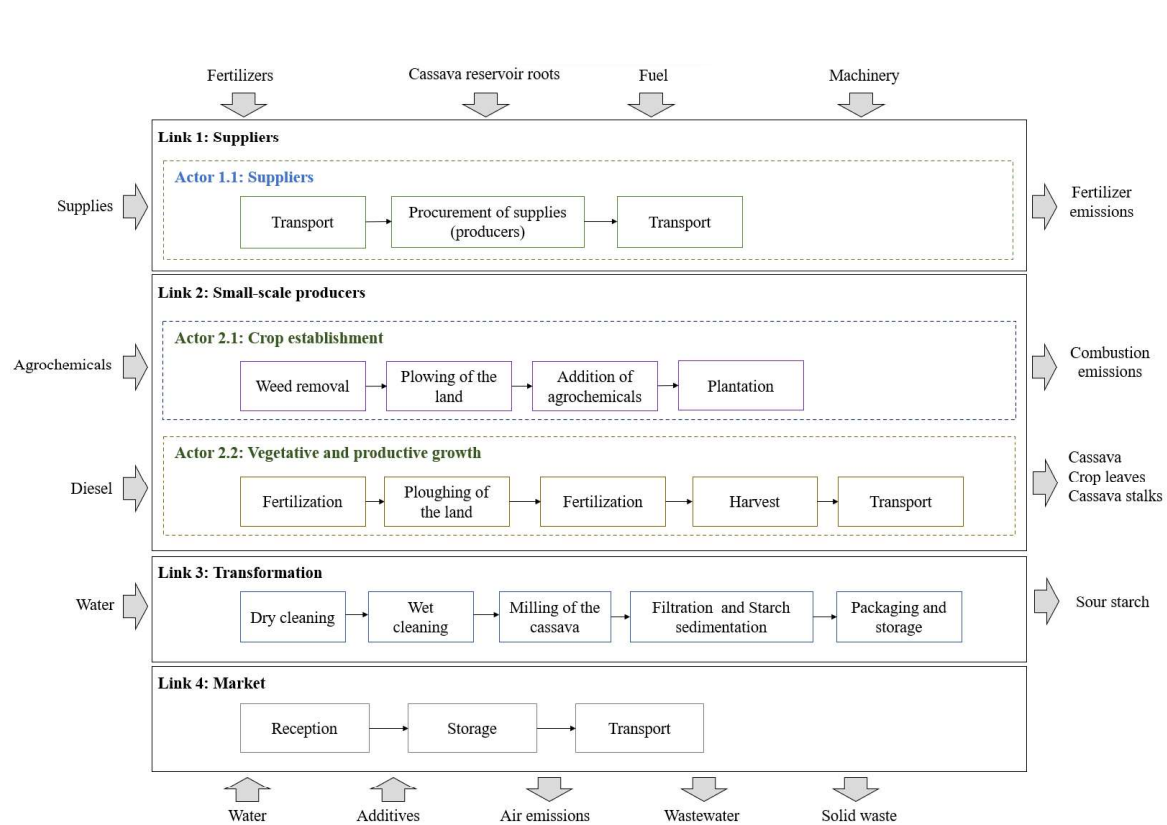 Fertilizers
Cassava reservoir roots
Fuel
Machinery
Link 1: Suppliers
Actor 1.1: Suppliers
Supplies
Transport
Procurement of supplies
(producers)
Transport
Fertilizer
emissions
Link 2: Small-scale producers
Actor 2.1: Crop establishment
Agrochemicals
Weed removal
Plowing of the
land
Addition of
agrochemicals
Plantation
Combustion
emissions
Actor 2.2: Vegetative and productive growth
Diesel
Fertilization
Ploughing of
the land
Fertilization
Harvest
Transport
Cassava
Crop leaves
Cassava stalks
Link 3: Transformation
Water
Dry cleaning
Wet
cleaning
Milling of the
cassava
Filtration and Starch
sedimentation
Packaging and
storage
Sour starch
Link 4: Market
Reception
Storage
Transport
Water
Additives
Air emissions
Wastewater
Solid waste